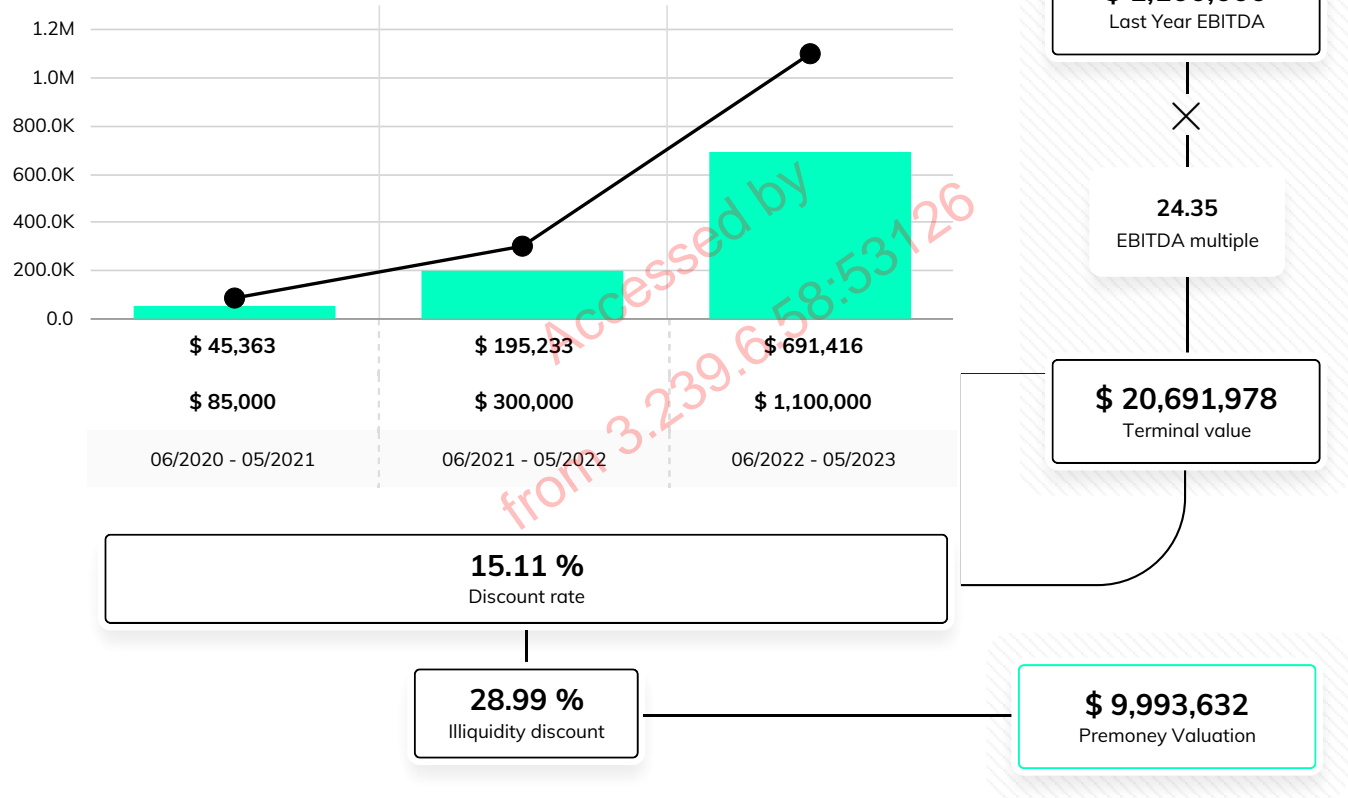 $ 1,100,000
Last Year EBITDA
1.2M
1.0M
800.0K
600.0K
400.0K
200.0K
0.0
24.35
EBITDA multiple
$ 45,363
$ 195,233
$ 691,416
$ 85,000
$ 300,000
$ 1,100,000
06/2020 - 05/2021
06/2021 - 05/2022
06/2022 - 05/2023
$ 20,691,978
Terminal value
15.11 %
Discount rate
28.99 %
Illiquidity discount
$ 9,993,632
Premoney Valuation
Accessed by
from 3.239.6.58:53126